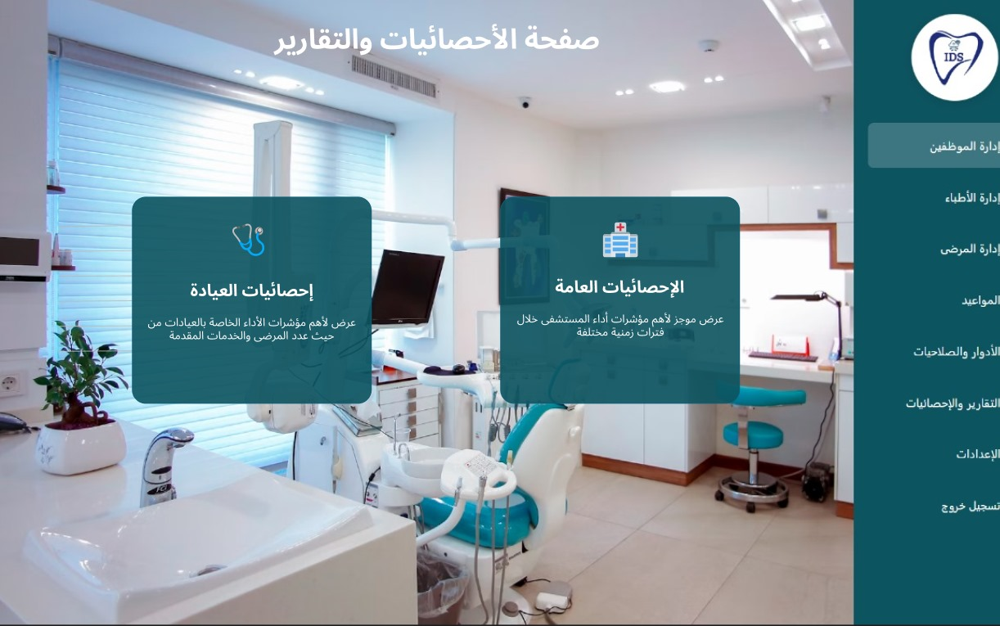 صفحة الأحصائيات والتقارير
IDS
إدارة الموظفين
إدارة الأطباء
إدارة المرضى
المواعيد
الأدوار والصلاحيات
التقارير والإحصائيات
الإعدادات
تسجيل خروج
الإحصائيات العامة
عرض موجز لأهم مؤشرات أداء المستشفى خلال
فترات زمنية مختلفة
إحصائيات العيادة
عرض لأهم مؤشرات الأداء الخاصة بالعيادات من
حيث عدد المرضى والخدمات المقدمة